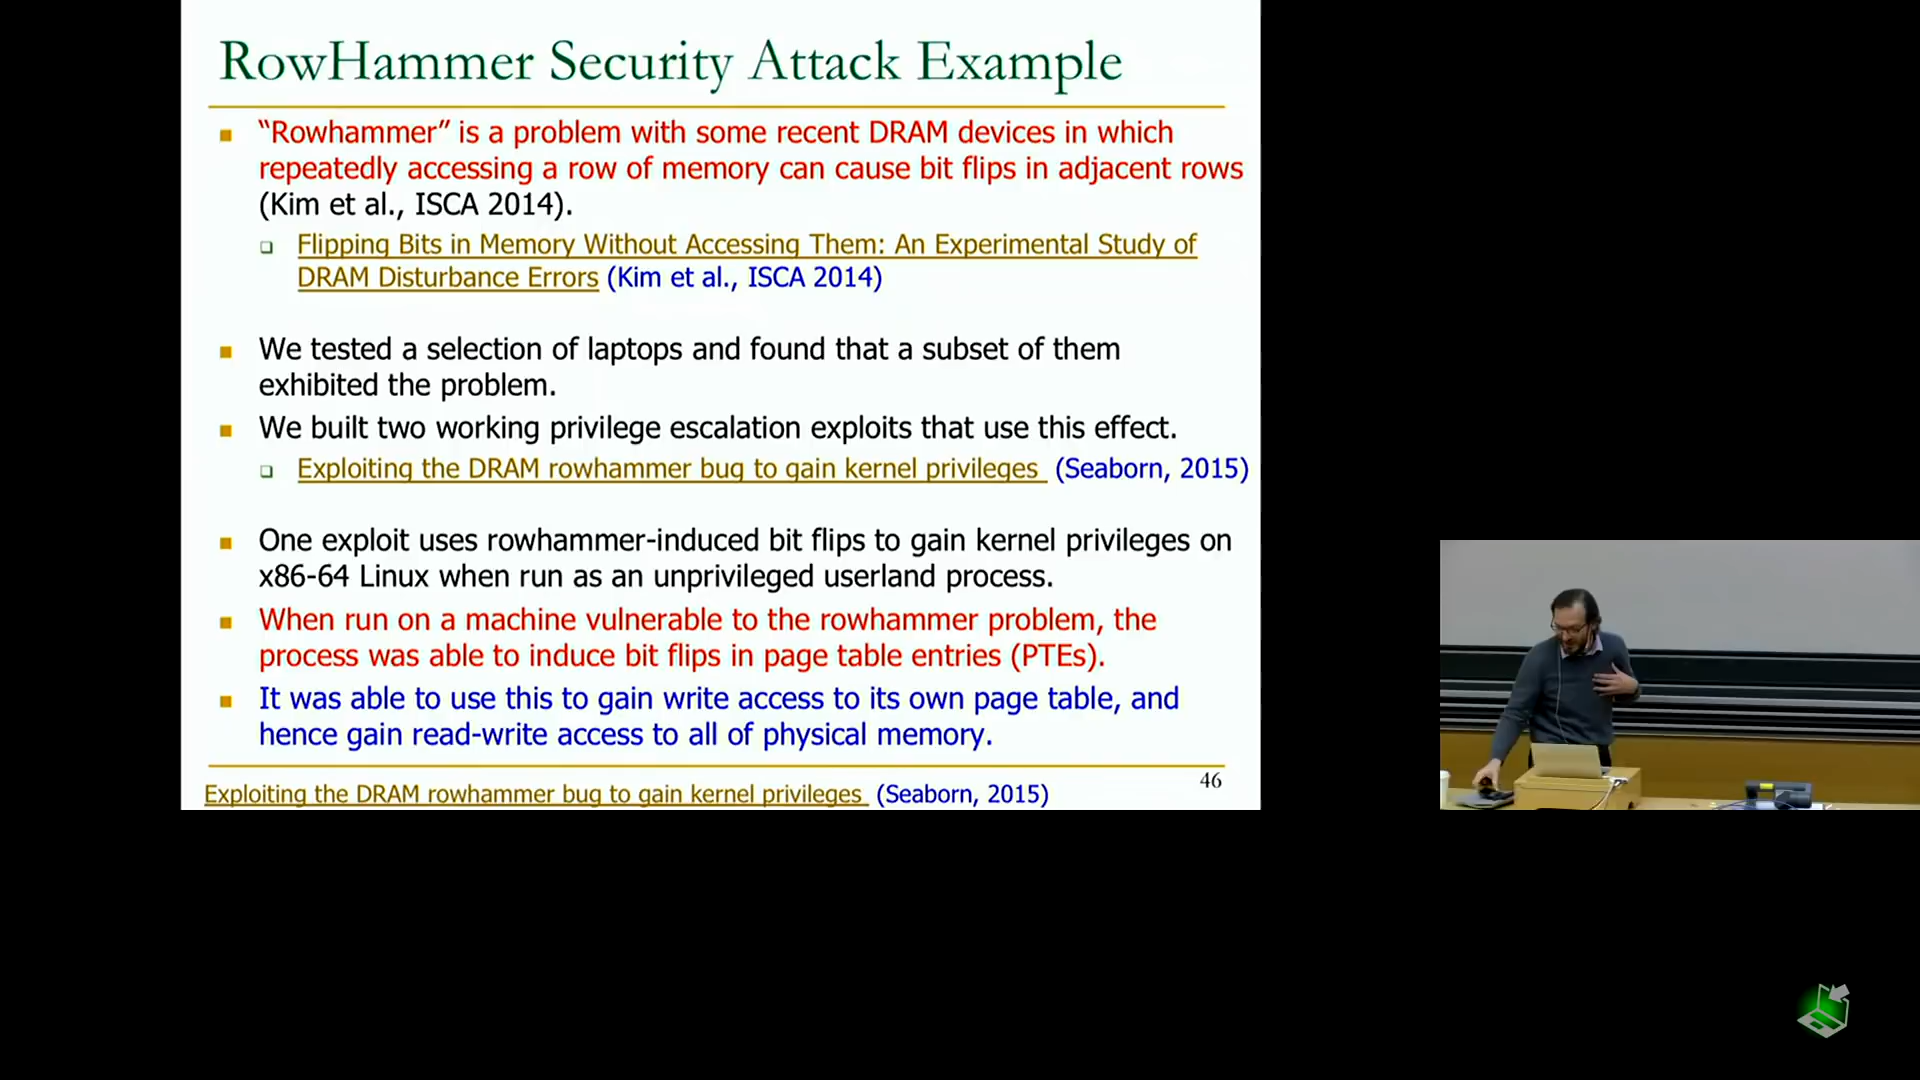 RowHammer Security Attack Example
“Rowhammer” is a problem with some recent DRAM devices in which
repeatedly accessing a row of memory can cause bit flips in adjacent rows
(Kim et al., ISCA 2014).
Flipping Bits in Memory Without Accessing Them: An Experimental Study of
DRAM Disturbance Errors (Kim et al., ISCA 2014)
We tested a selection of laptops and found that a subset of them
exhibited the problem.
We built two working privilege escalation exploits that use this effect.
Exploiting the DRAM rowhammer bug to gain kernel privileges (Seaborn, 2015)
One exploit uses rowhammer-induced bit flips to gain kernel privileges on
x86-64 Linux when run as an unprivileged userland process.
When run on a machine vulnerable to the rowhammer problem, the
process was able to induce bit flips in page table entries (PTEs).
It was able to use this to gain write access to its own page table, and
hence gain read-write access to all of physical memory.
46
Exploiting the DRAM rowhammer bug to gain kernel privileges (Seaborn, 2015)